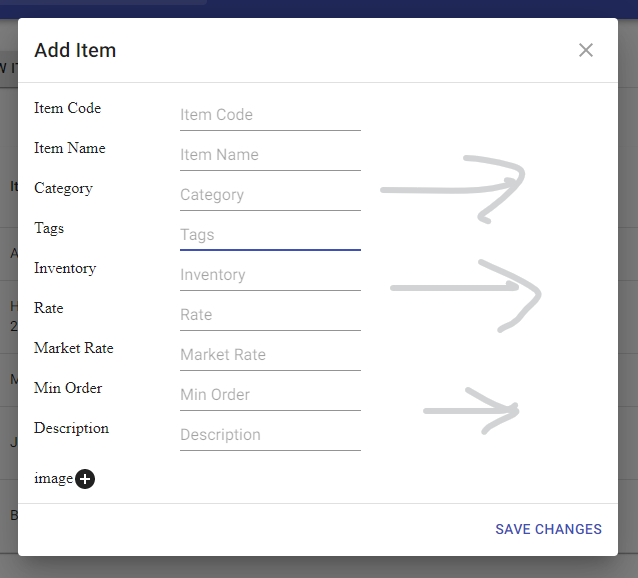 Add Item
Item Code Item Code
Item Name Item Name
Category Category
Tags Tags
Inventory Inventory
Rate Rate
Market Rate Market Rate
Min Order Min Order
Description Description
image
SAVE CHANGES